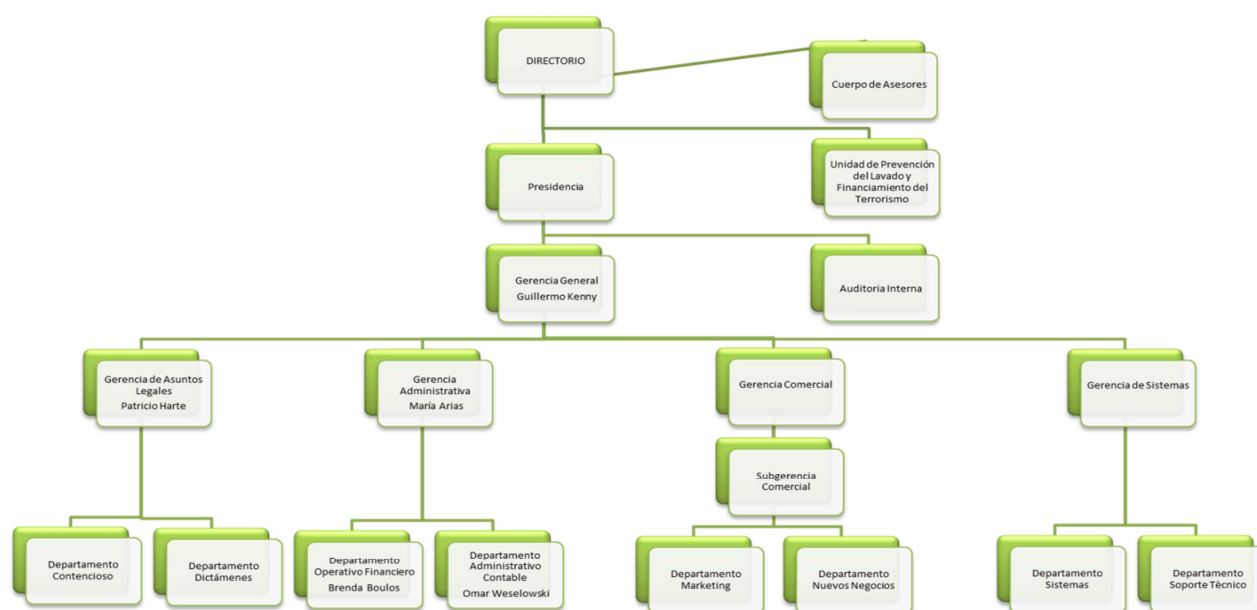 DIRECTORIO
Cuerpo de Asesores
Unidad de Prevención
del Lavado y
Financiamiento del
Terrorismo
Presidencia
Gerencia General
Guillermo Kenny
Auditoria Interna
Gerencia de Asuntos
Legales
Patricio Harte
Gerencia
Administrativa
María Arias
Gerencia Comercial
Gerencia de Sistemas
Subgerencia
Comercial
Departamento
Contencioso
Departamento
Dictámenes
Departamento
Operativo Financiero
Brenda Boulos
Departamento
Administrativo
Contable
Omar Weselowski
Departamento
Marketing
Departamento
Nuevos Negocios
Departamento
Sistemas
Departamento
Soporte Tècnico